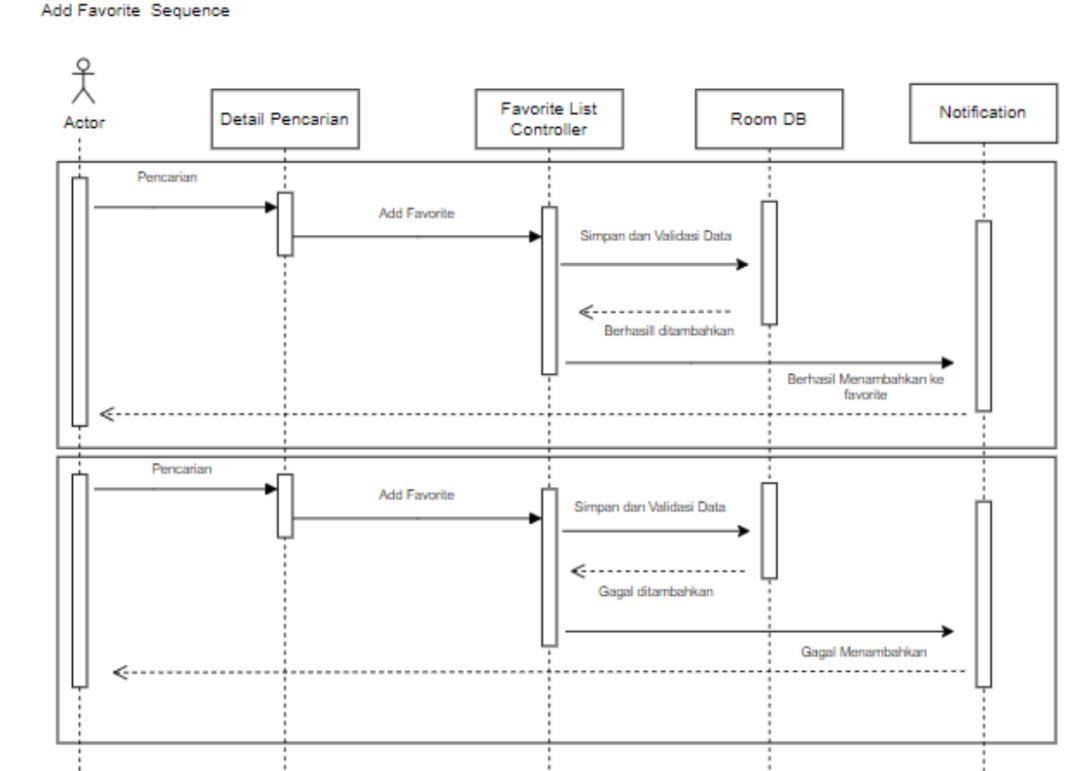 Add Favorite Sequence
Actor
Detail Pencarian
Favorite List
Controller
Room DB
Notification
Pencarian
Add Favorite
Simpan dan Validasi Data
Berhasill ditambahkan
Berhasil Menambahkan ke
favorite
Pencarian
Add Favorite
Simpan dan Validasi Data
Gagal ditambahkan
Gagal Menambahkan